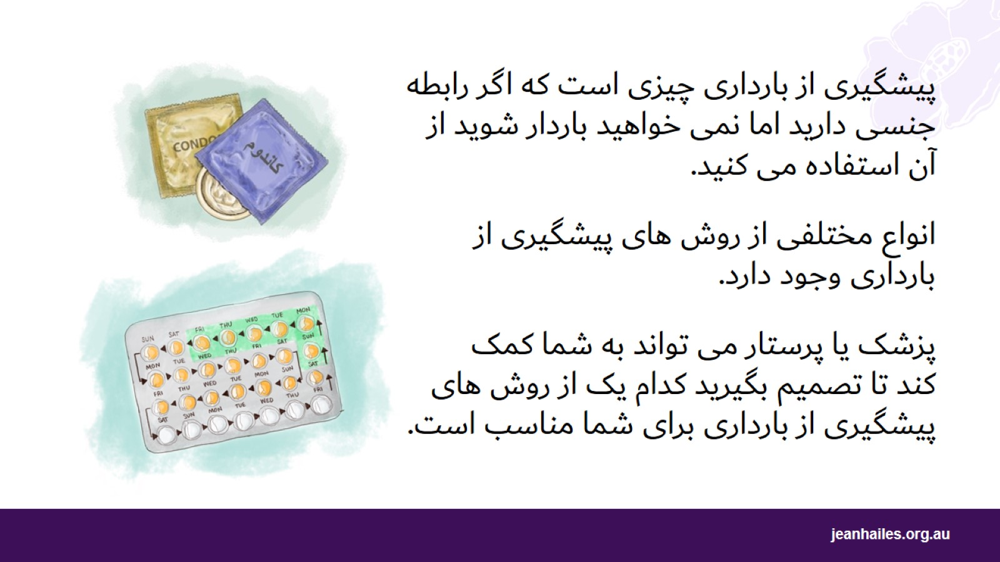 پیشگیری از بارداری چیزی است که اگر رابطه
جنسی دارید اما نمی خواهید باردار شوید از
آن استفاده می کنید.
انواع مختلفی از روش های پیشگیری از
بارداری وجود دارد.
پزشک یا پرستار می تواند به شما کمک
کند تا تصمیم بگیرید کدام یک از روش های
پیشگیری از بارداری برای شما مناسب است.
CONDO
کاندوم
SUN SAT FRI THU WED TUE MON
MON TUE WED THU FRI SAT SUN
FRI THU WED TUE MON SUN SAT
SAT SUN MON TUE WED THU FRI
jeanhailes.org.au